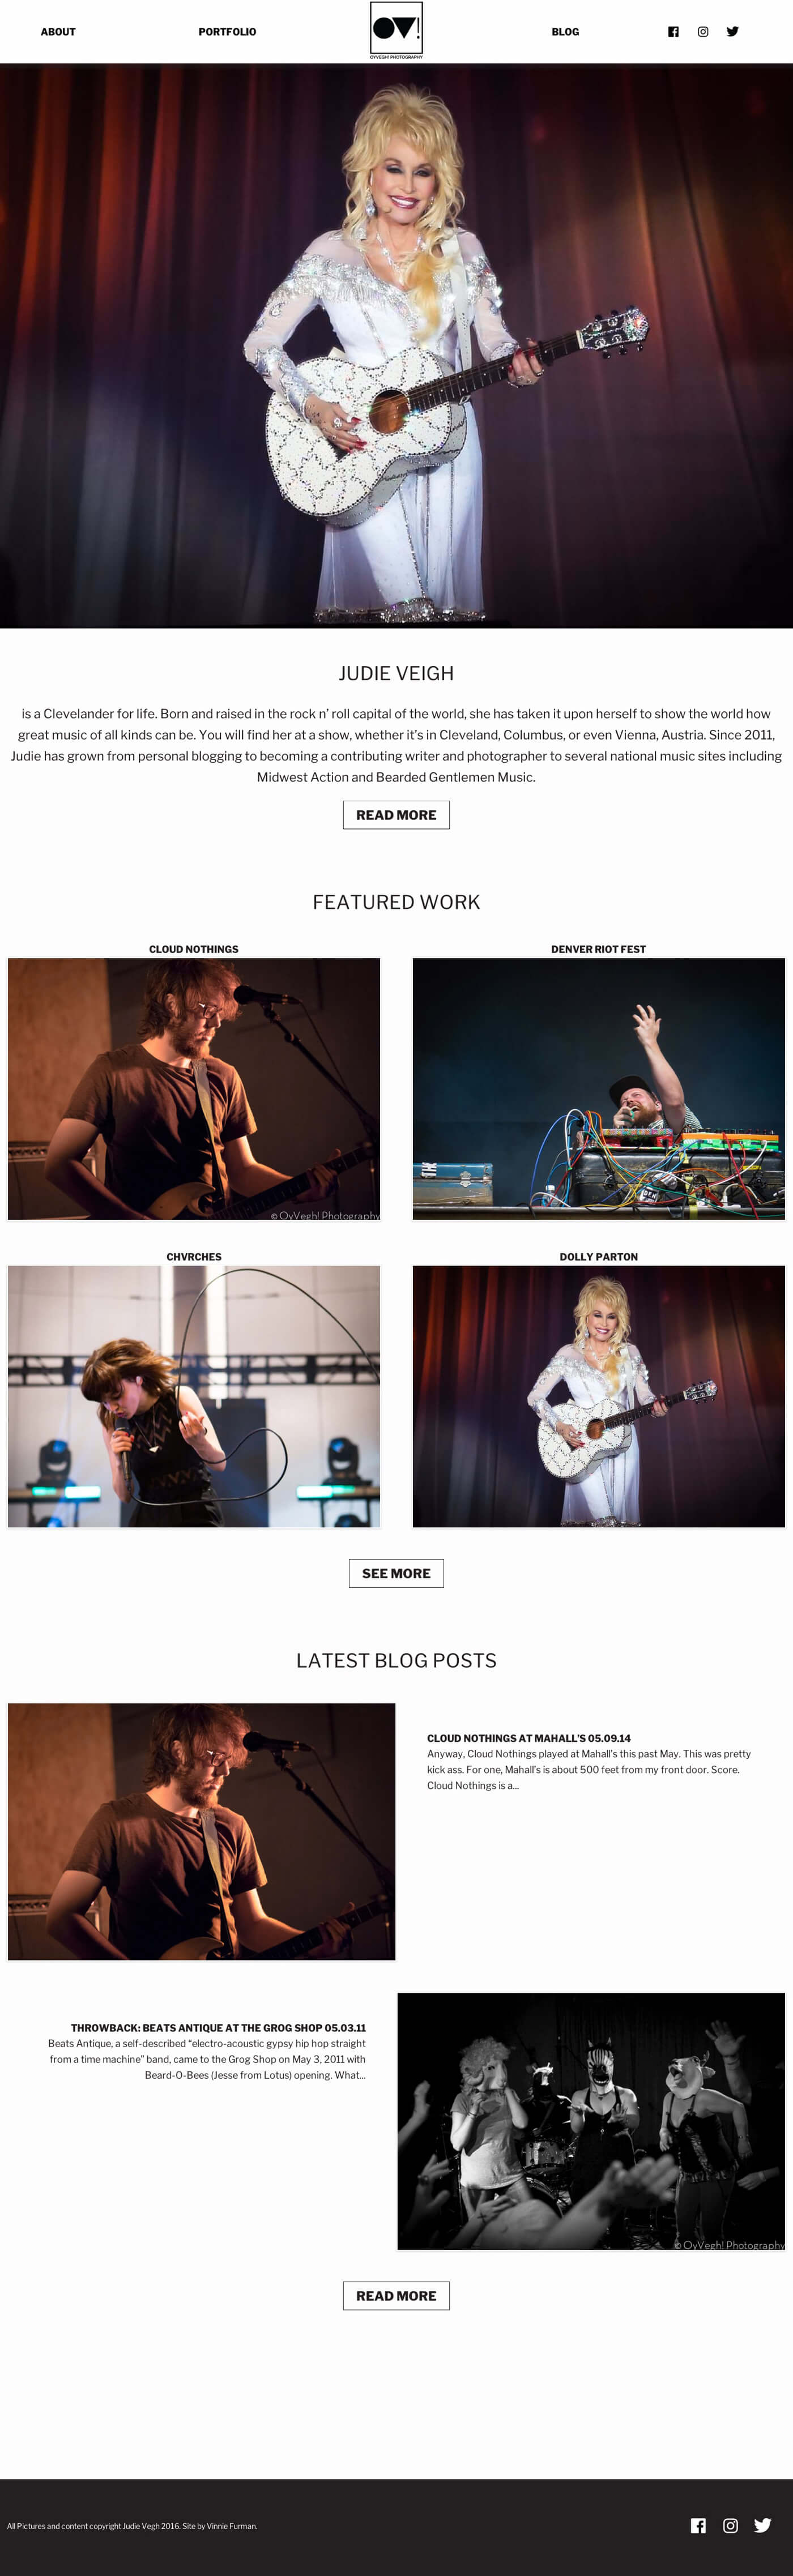 ABOUT
PORTFOLIO
OV!
OYVEGH! PHOTOGRAPHY
BLOG
JUDIE VEIGH
is a Clevelander for life. Born and raised in the rock n’ roll capital of the world, she has taken it upon herself to show the world how
great music of all kinds can be. You will find her at a show, whether it’s in Cleveland, Columbus, or even Vienna, Austria. Since 2011,
Judie has grown from personal blogging to becoming a contributing writer and photographer to several national music sites including
Midwest Action and Bearded Gentlemen Music.
READ MORE
FEATURED WORK
CLOUD NOTHINGS
© OyVegh! Photography
DENVER RIOT FEST
CHVRCHES
DOLLY PARTON
SEE MORE
LATEST BLOG POSTS
CLOUD NOTHINGS AT MAHALL’S 05.09.14
Anyway, Cloud Nothings played at Mahall’s this past May. This was pretty
kick ass. For one, Mahall’s is about 500 feet from my front door. Score.
Cloud Nothings is a...
THROWBACK: BEATS ANTIQUE AT THE GROG SHOP 05.03.11
Beats Antique, a self-described “electro-acoustic gypsy hip hop straight
from a time machine” band, came to the Grog Shop on May 3, 2011 with
Beard-O-Bees (Jesse from Lotus) opening. What...
© OyVegh! Photography
READ MORE
All Pictures and content copyright Judie Vegh 2016. Site by Vinnie Furman.